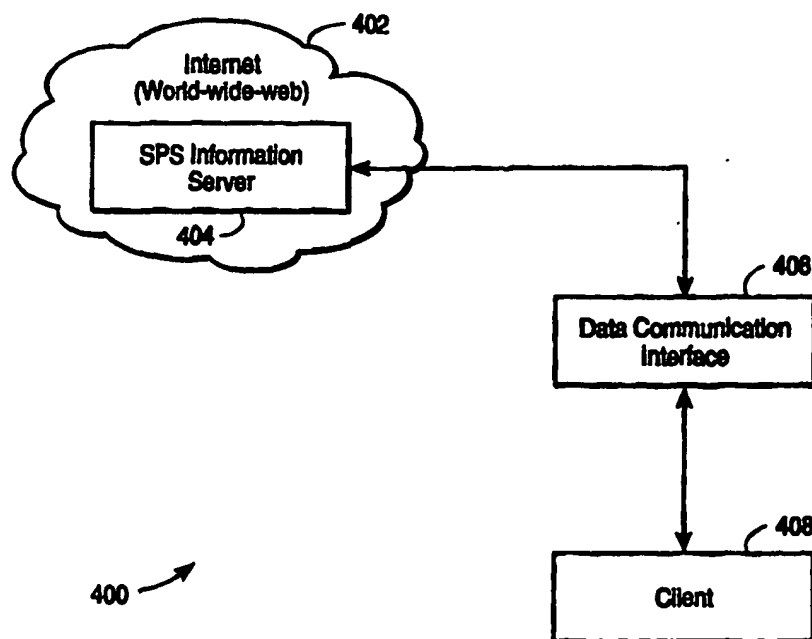 402
Internet
(World-wide-web)
SPS Information
Server
404
406
Data Communication
Interface
408
Client
400